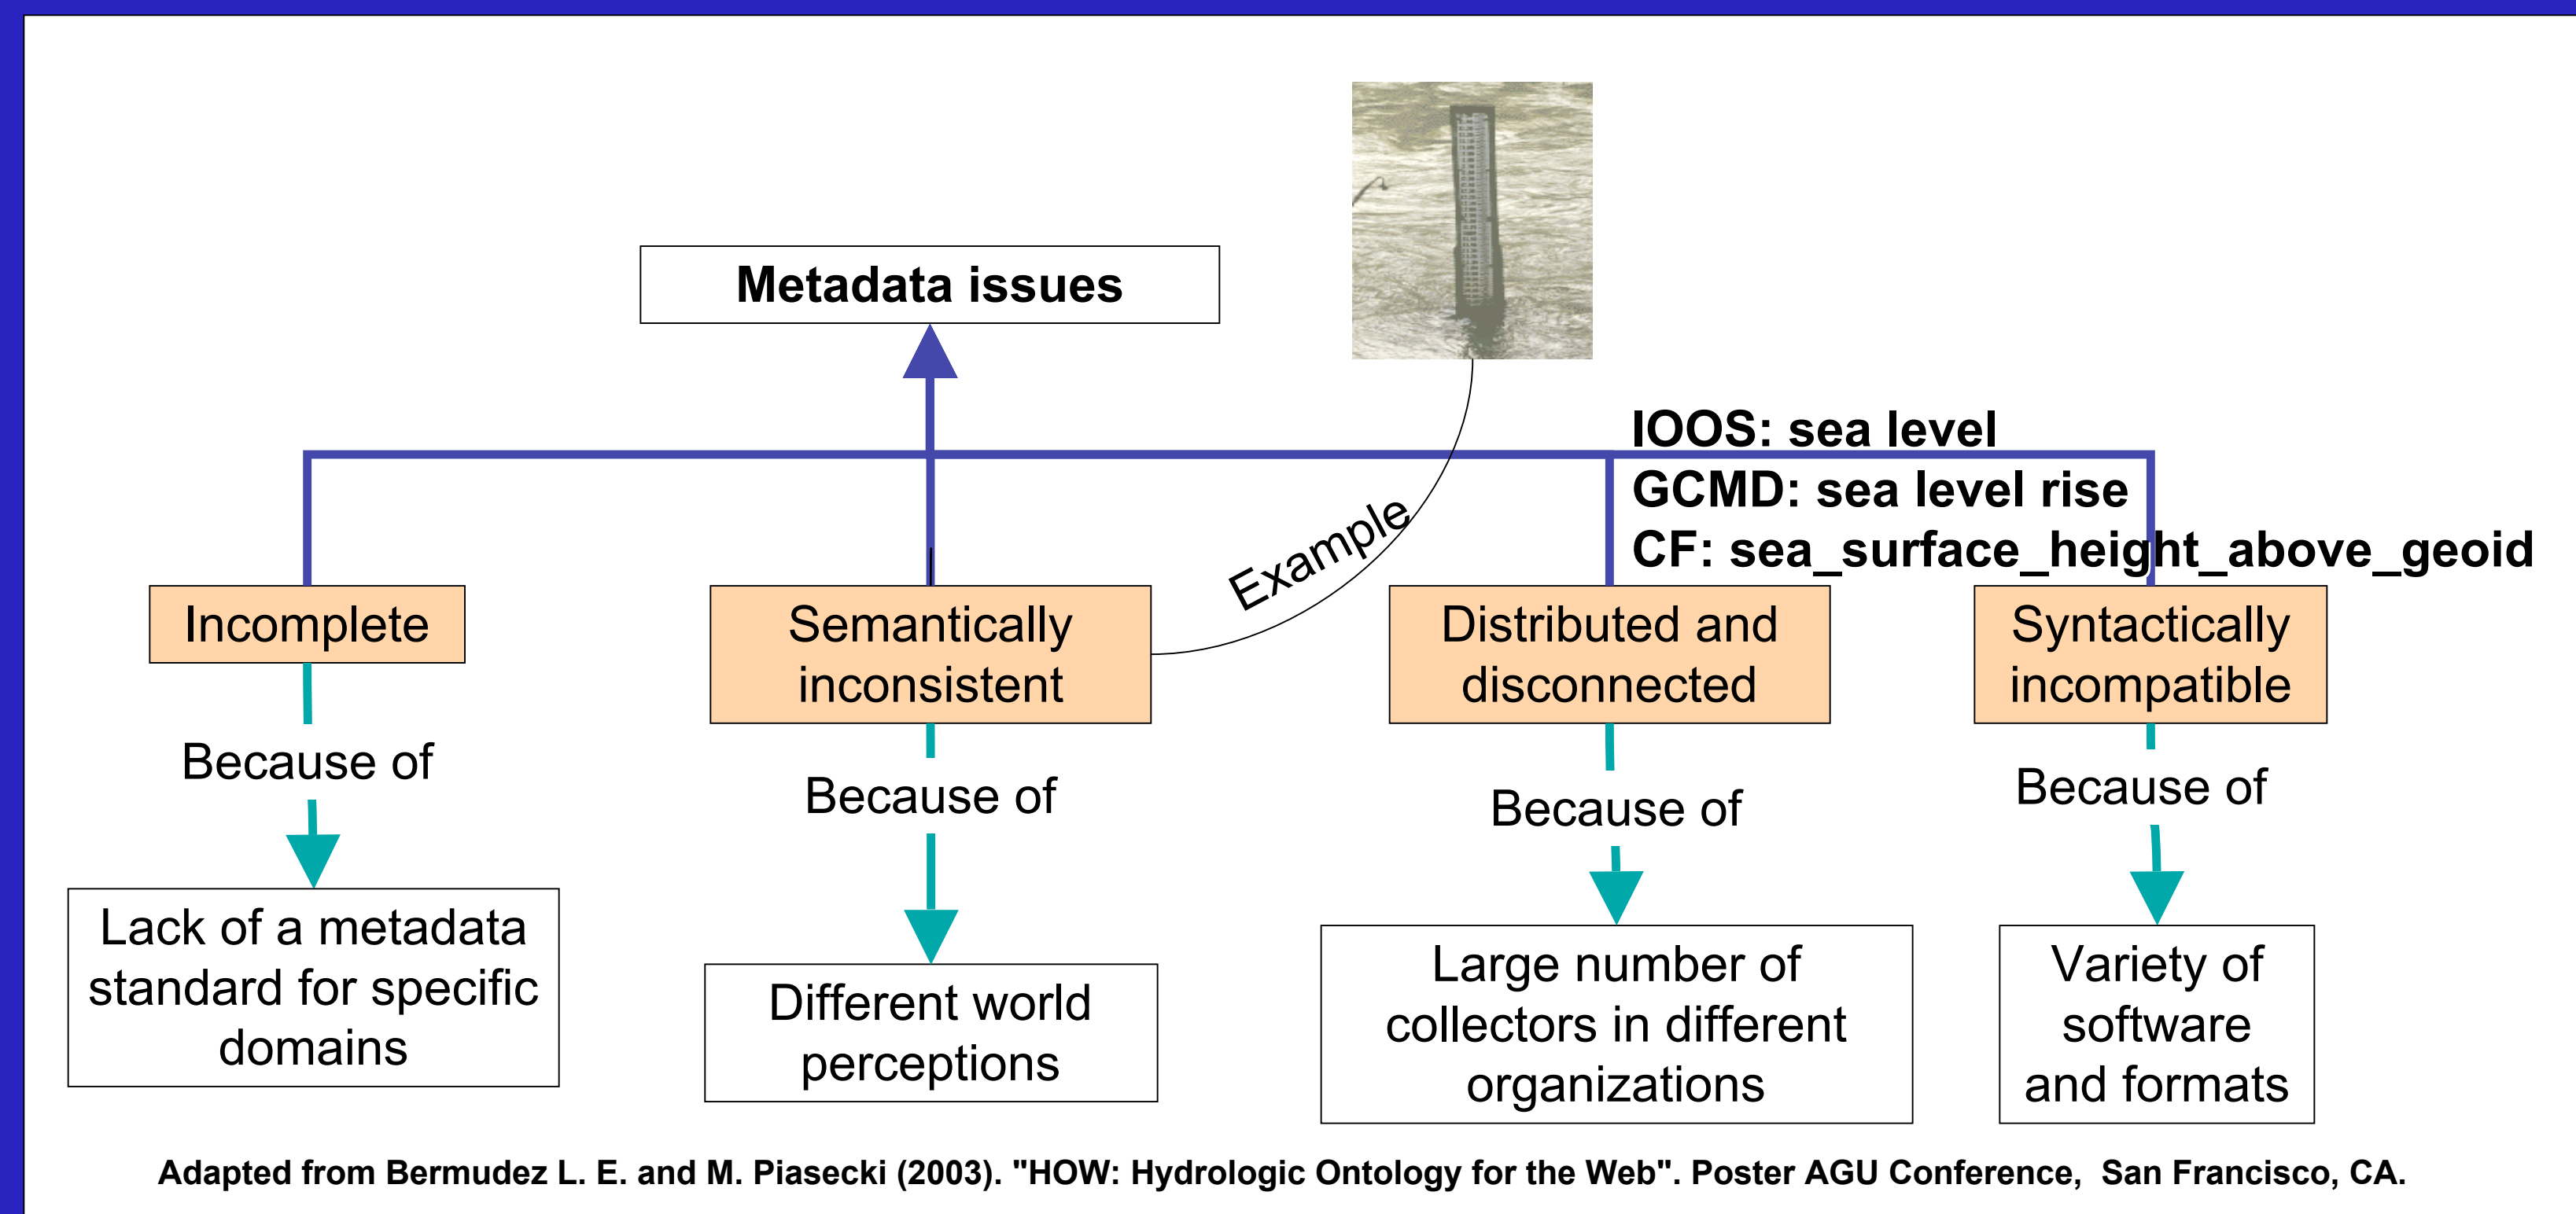 Metadata issues
IOOS: sea level
GCMD: sea level rise
CF: sea_surface_height_above_geoid
Example
Incomplete
Semantically
inconsistent
Distributed and
disconnected
Syntactically
incompatible
Because of
Because of
Because of
Because of
Lack of a metadata
standard for specific
domains
Different world
perceptions
Large number of
collectors in different
organizations
Variety of
software
and formats
Adapted from Bermudez L. E. and M. Piasecki (2003). "HOW: Hydrologic Ontology for the Web". Poster AGU Conference,  San Francisco, CA.